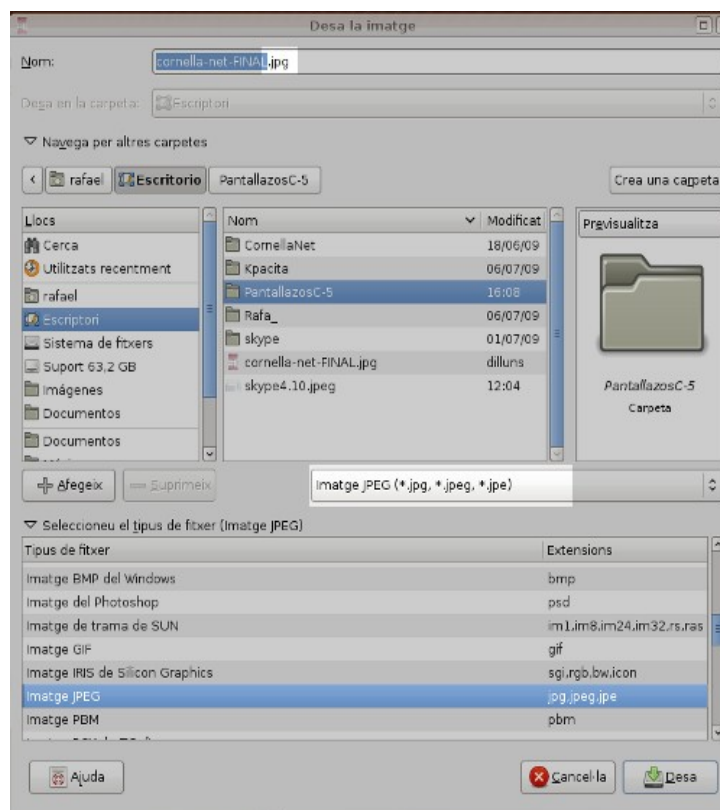 Desa la imatge
Nom: cornella-net-FINAL.jpg
Desa en la carpeta: Escriptori
Navega per altres carpetes
rafael Escritorio PantallazosC-5 Crea una carpeta
Llocs Nom Modificat Previsualitza
Cerca CornellaNet 18/06/09
Utilitzats recentment Kpacita 06/07/09
rafael PantallazosC-5 16:08
Escriptori Rafa_ 06/07/09
Sistema de fitxers skype 01/07/09
Suport 63,2 GB cornella-net-FINAL.jpg dilluns
Imágenes skype4.10.jpeg 12:04 PantallazosC-5
Documentos Carpeta
Documentos
Afegeix Suprimeix Imatge JPEG (*.jpg, *.jpeg, *.jpe)
Seleccioneu el tipus de fitxer (Imatge JPEG)
Tipus de fitxer Extensions
Imatge BMP del Windows bmp
Imatge del Photoshop psd
Imatge de trama de SUN im1,im8,im24,im32,rs,ras
Imatge GIF gif
Imatge IRIS de Silicon Graphics sgi,rgb,bw,icon
Imatge JPEG jpg,jpeg,jpe
Imatge PBM pbm
Ajuda Cancel·la Desa